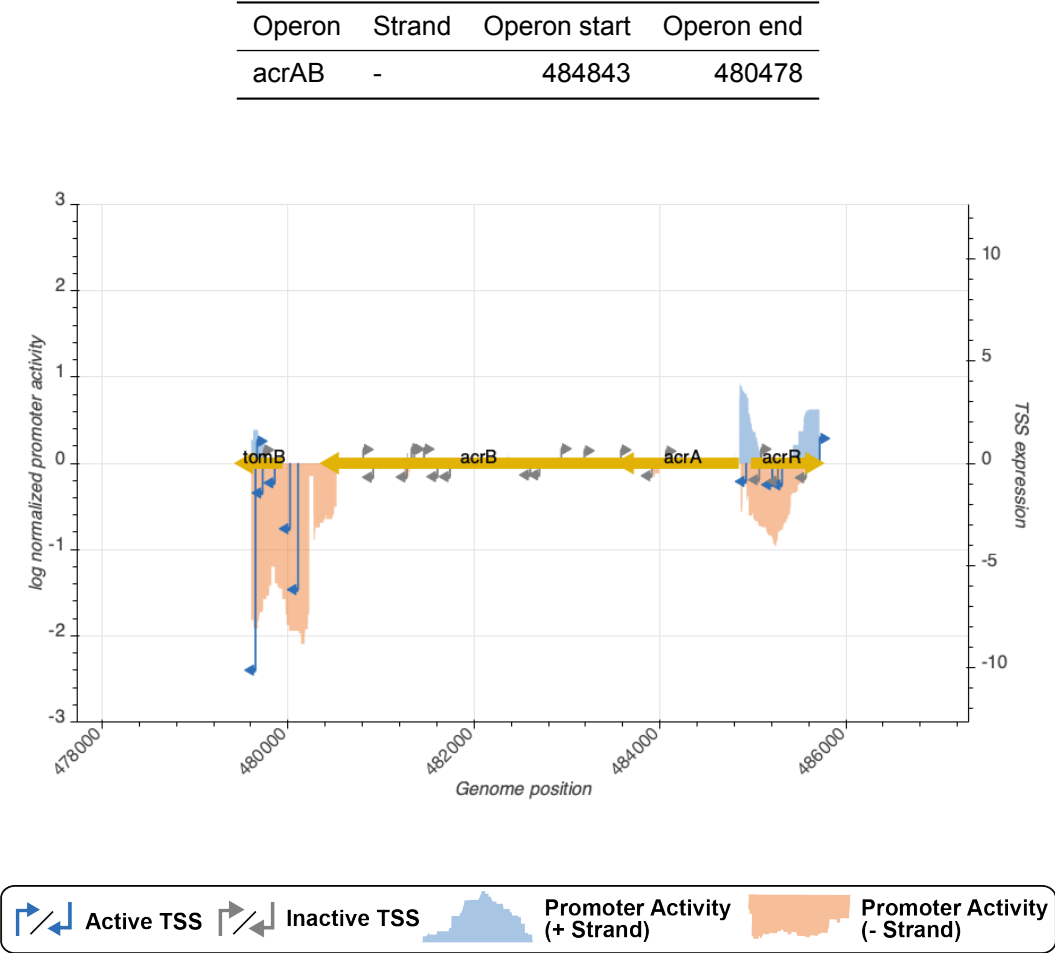 Operon Strand Operon start Operon end
acrAB - 484843 480478
3
2
1
0
-1
-2
-3
log normalized promoter activity
10
5
0
-5
-10
TSS expression
tomB acrB acrA acrR
478000 480000 482000 484000 486000
Genome position
Active TSS Inactive TSS Promoter Activity (+ Strand) Promoter Activity (- Strand)